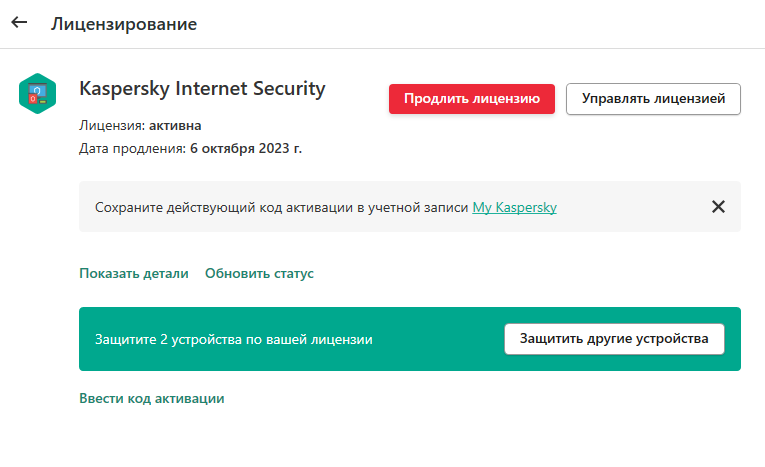 Лицензирование
Kaspersky Internet Security
Продлить лицензию
Управлять лицензией
Лицензия: активна
Дата продления: 6 октября 2023 г.
Сохраните действующий код активации в учетной записи My Kaspersky
Показать детали Обновить статус
Защитите 2 устройства по вашей лицензии
Защитить другие устройства
Ввести код активации